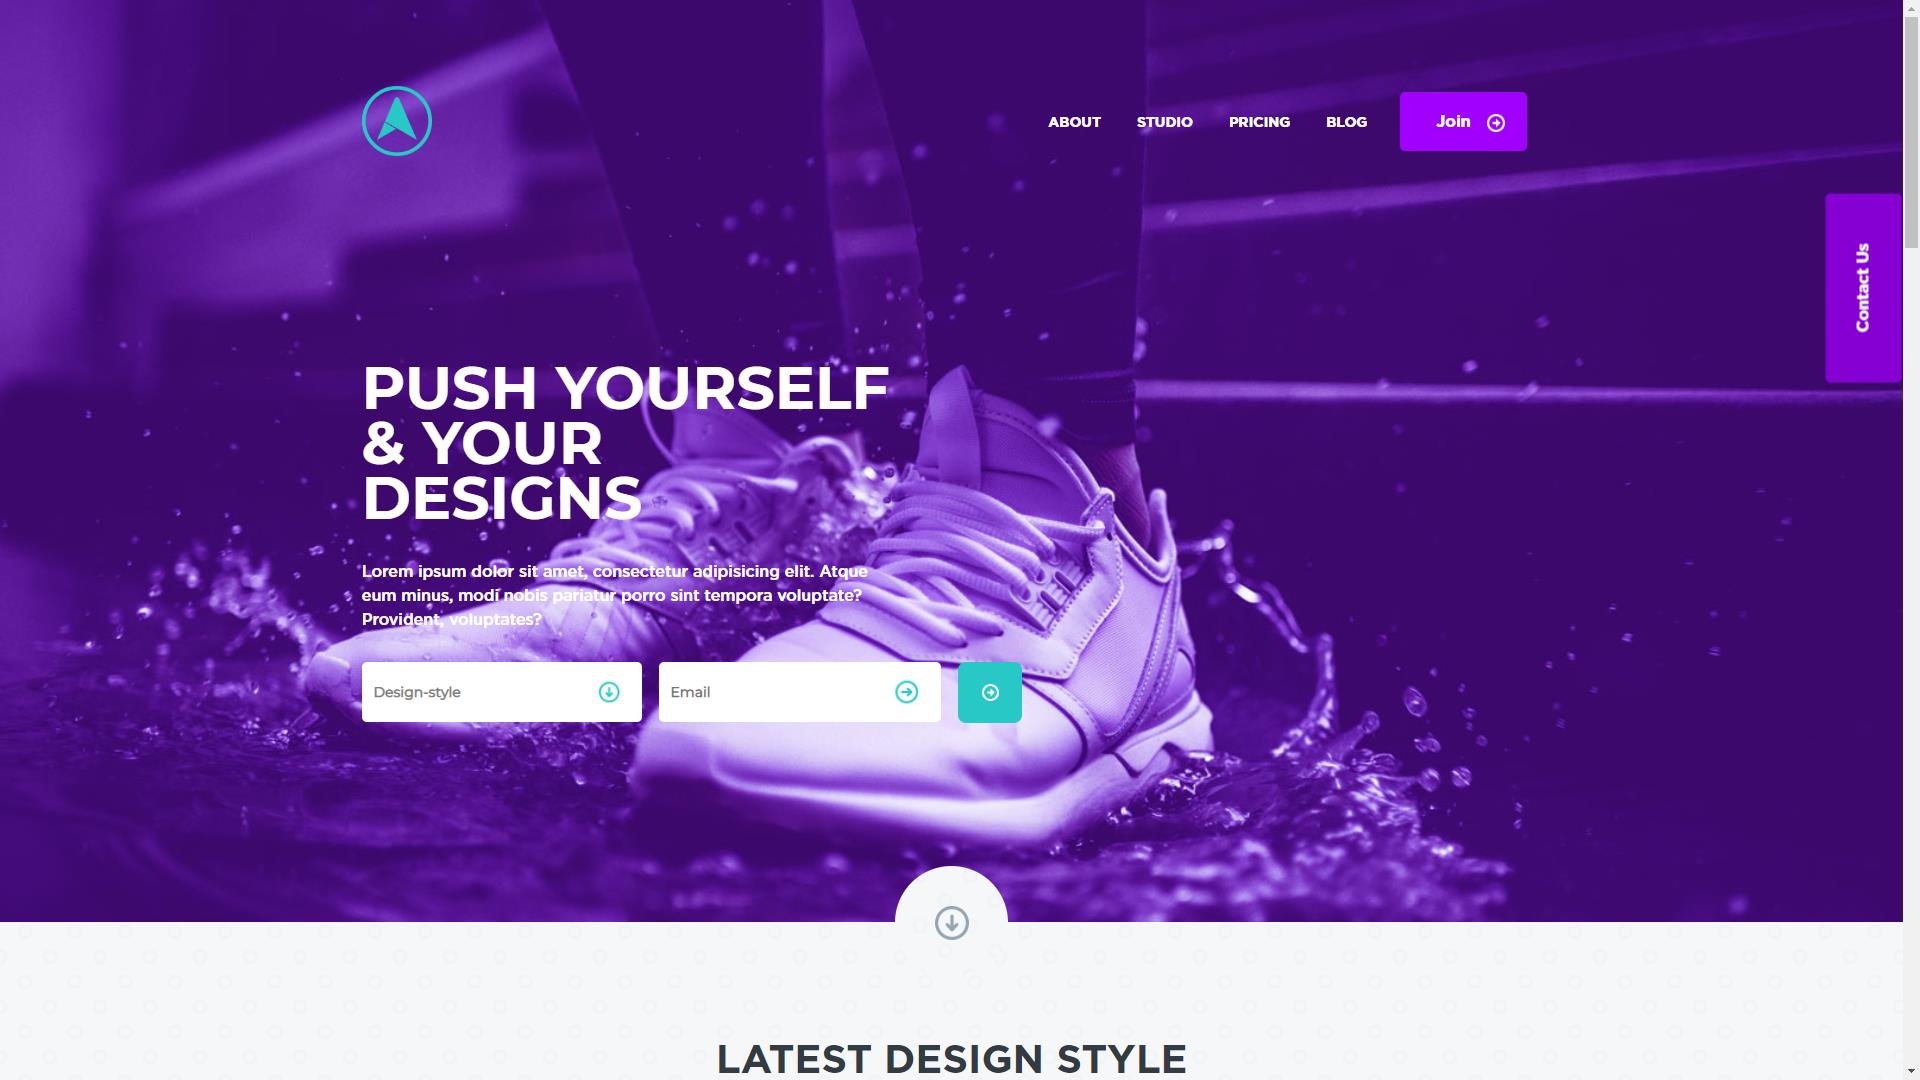 ABOUT STUDIO PRICING BLOG Join
Contact Us
PUSH YOURSELF
& YOUR
DESIGNS
Lorem ipsum dolor sit amet, consectetur adipisicing elit. Atque
eum minus, modi nobis pariatur porro sint tempora voluptate?
Provident, voluptates?
Design-style Email
LATEST DESIGN STYLE